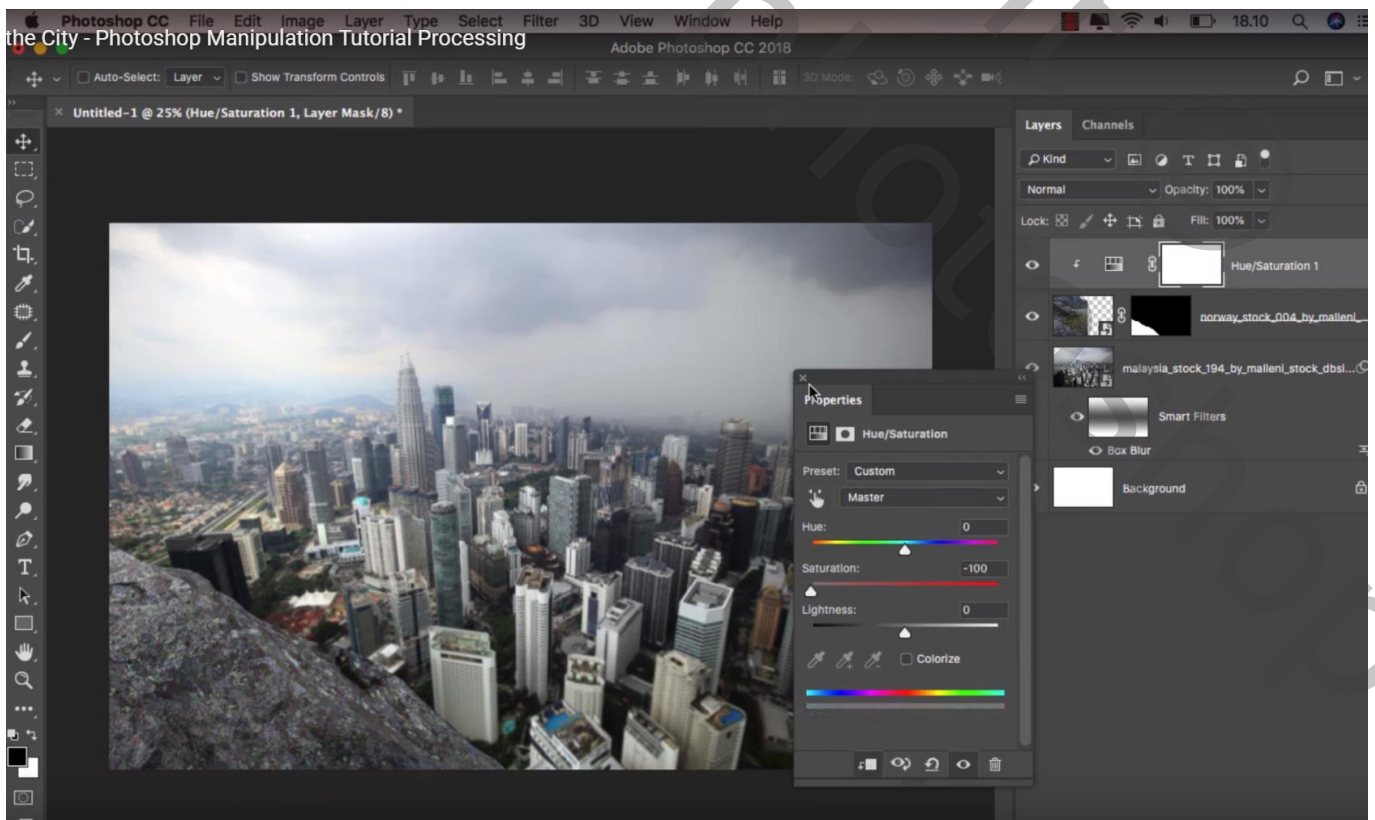 Photoshop CC File Edit Image Layer Type Select Filter 3D View Window Help 18.10
the City - Photoshop Manipulation Tutorial Processing
Adobe Photoshop CC 2018
Auto-Select: Layer Show Transform Controls 3D Mode:
× Untitled-1 @ 25% (Hue/Saturation 1, Layer Mask/8) *
Layers Channels
Kind
Normal Opacity: 100%
Lock: Fill: 100%
Hue/Saturation 1
norway_stock_004_by_malleni_...
malaysia_stock_194_by_malleni_stock_dbsl...
Smart Filters
Box Blur
Background
Properties
Hue/Saturation
Preset: Custom
Master
Hue: 0
Saturation: -100
Lightness: 0
Colorize